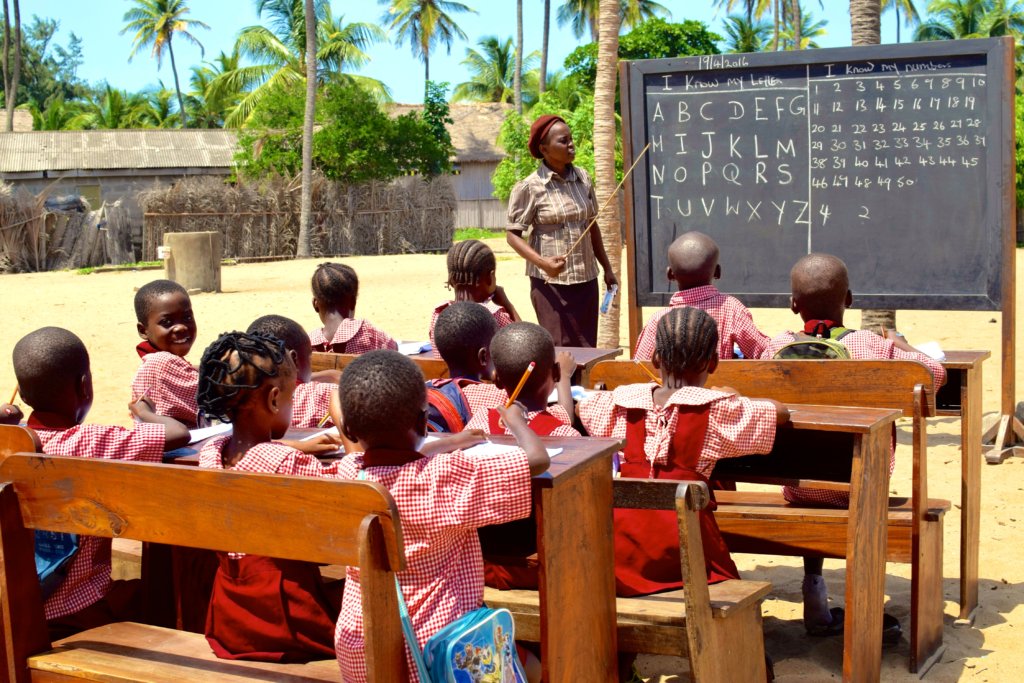 19/4/2016
I Know my Letter
A B C D E F G
H I J K L M
N O P Q R S
T U V W X Y Z
I know my numbers
1 2 3 4 5 6 7 8 9 10
11 12 13 14 15 16 17 18 19
20 21 22 23 24 25 26 27 28
29 30 31 32 33 34 35 36 37
38 39 40 41 42 43 44 45
46 47 48 49 50
4 2